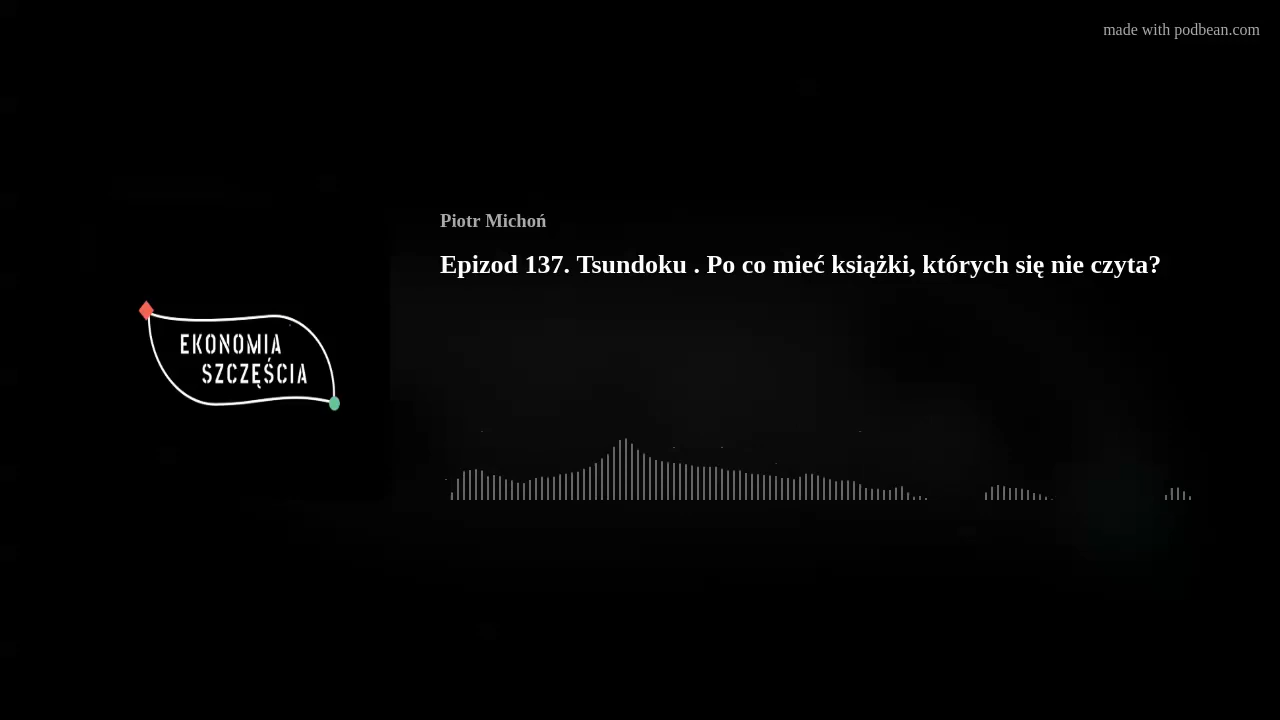 made with podbean.com
Piotr Michoń
Epizod 137. Tsundoku . Po co mieć książki, których się nie czyta?
EKONOMIA
SZCZĘŚCIA